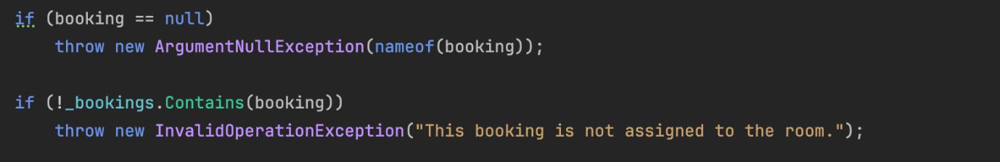 if (booking == null)
    throw new ArgumentNullException(nameof(booking));

if (!_bookings.Contains(booking))
    throw new InvalidOperationException("This booking is not assigned to the room.");